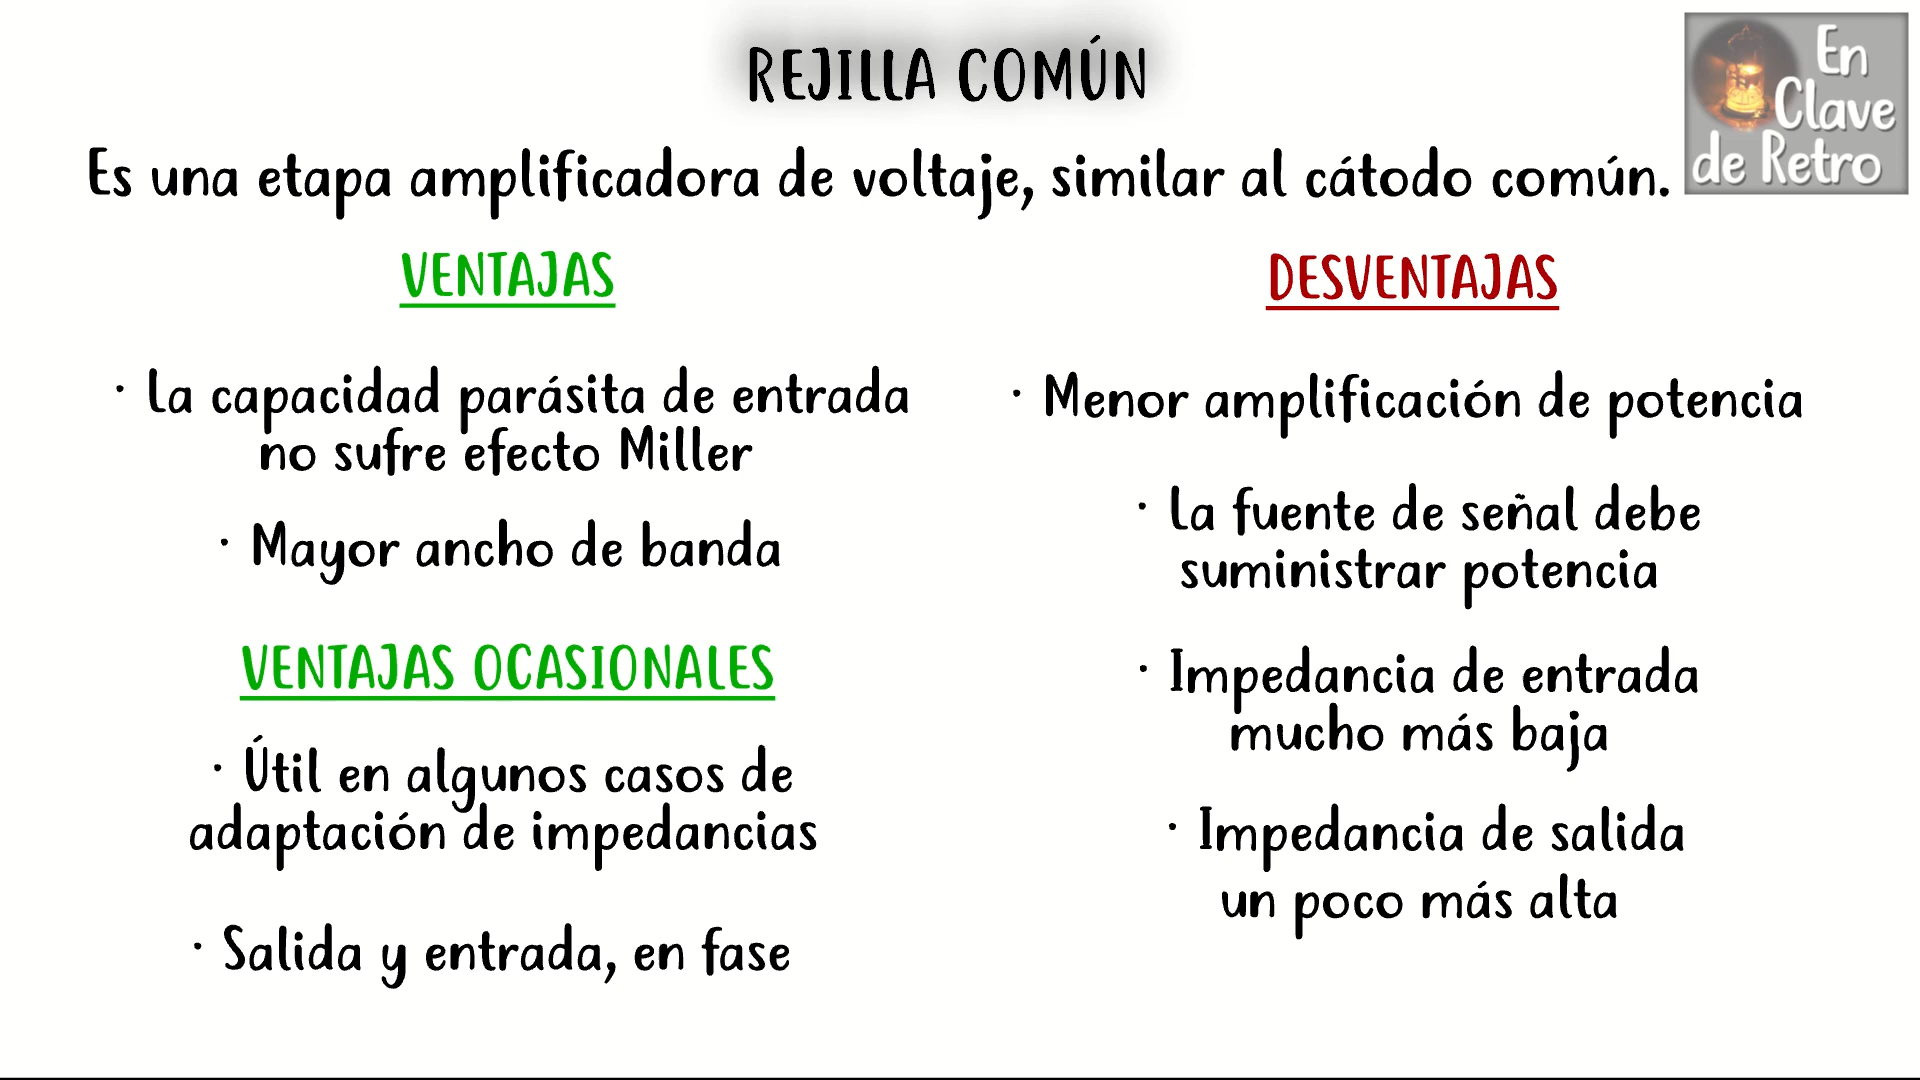 REJILLA COMÚN
En
Clave
de Retro
Es una etapa amplificadora de voltaje, similar al cátodo común.
VENTAJAS
· La capacidad parásita de entrada
no sufre efecto Miller
· Mayor ancho de banda
VENTAJAS OCASIONALES
· Útil en algunos casos de
adaptación de impedancias
· Salida y entrada, en fase
DESVENTAJAS
· Menor amplificación de potencia
· La fuente de señal debe
suministrar potencia
· Impedancia de entrada
mucho más baja
· Impedancia de salida
un poco más alta